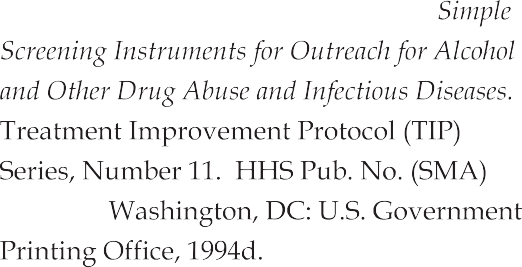 Simple
Screening Instruments for Outreach for Alcohol
and Other Drug Abuse and Infectious Diseases.
Treatment Improvement Protocol (TIP)
Series, Number 11. HHS Pub. No. (SMA)
Washington, DC: U.S. Government
Printing Office, 1994d.